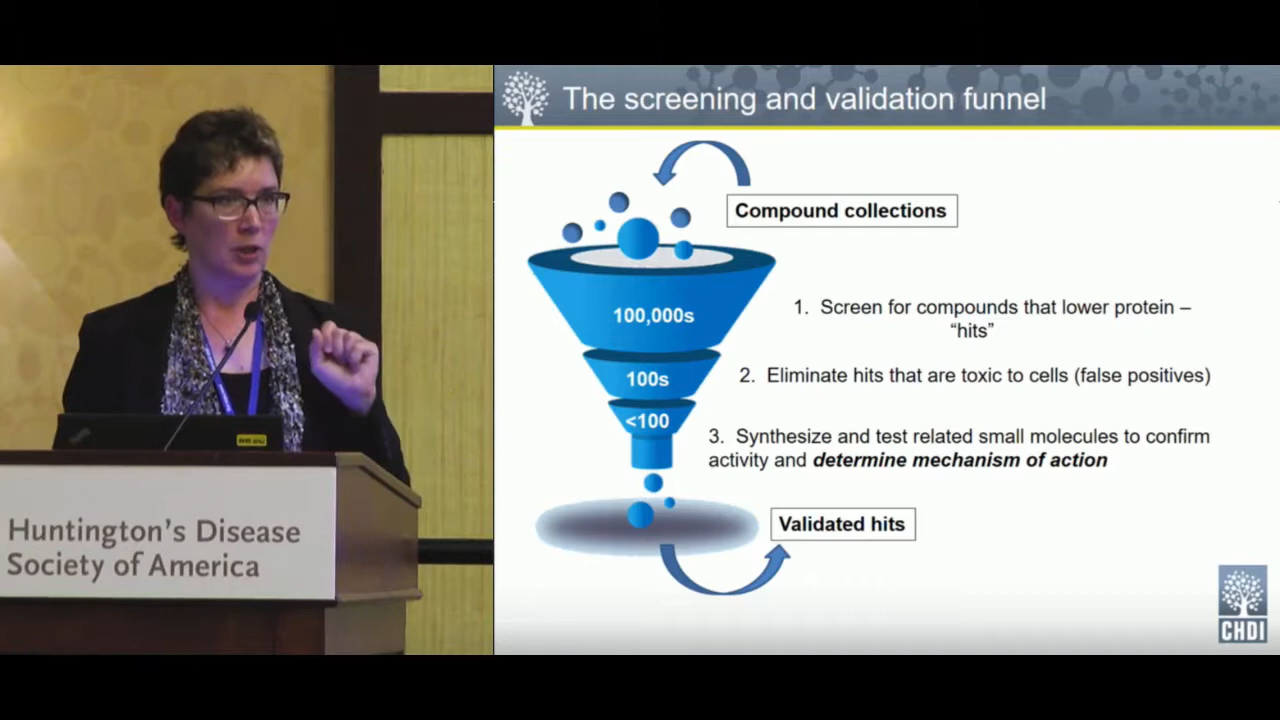 The screening and validation funnel
Compound collections
100,000s
1. Screen for compounds that lower protein –
“hits”
100s
2. Eliminate hits that are toxic to cells (false positives)
<100
3. Synthesize and test related small molecules to confirm
activity and determine mechanism of action
Validated hits
CHDI
Huntington's Disease
Society of America